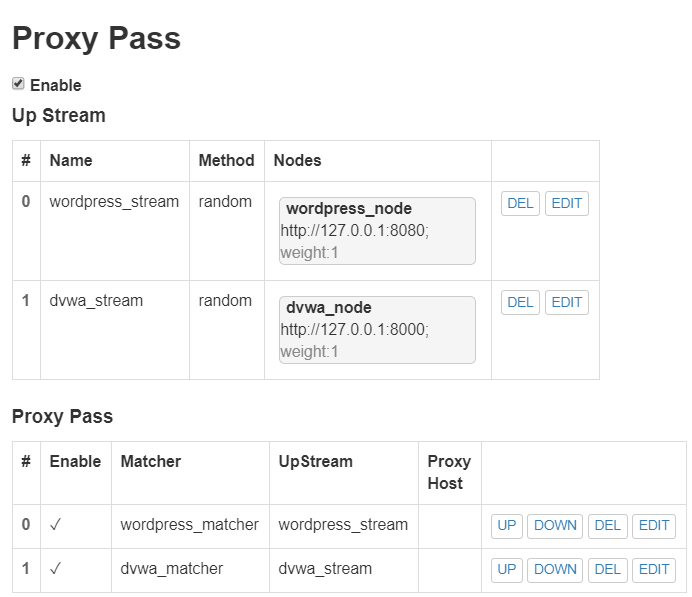 Proxy Pass
Enable
Up Stream
# Name Method Nodes
0 wordpress_stream random wordpress_node DEL EDIT
http://127.0.0.1:8080;
weight:1
1 dvwa_stream random dvwa_node DEL EDIT
http://127.0.0.1:8000;
weight:1
Proxy Pass
# Enable Matcher UpStream Proxy
Host
0 ✓ wordpress_matcher wordpress_stream UP DOWN DEL EDIT
1 ✓ dvwa_matcher dvwa_stream UP DOWN DEL EDIT